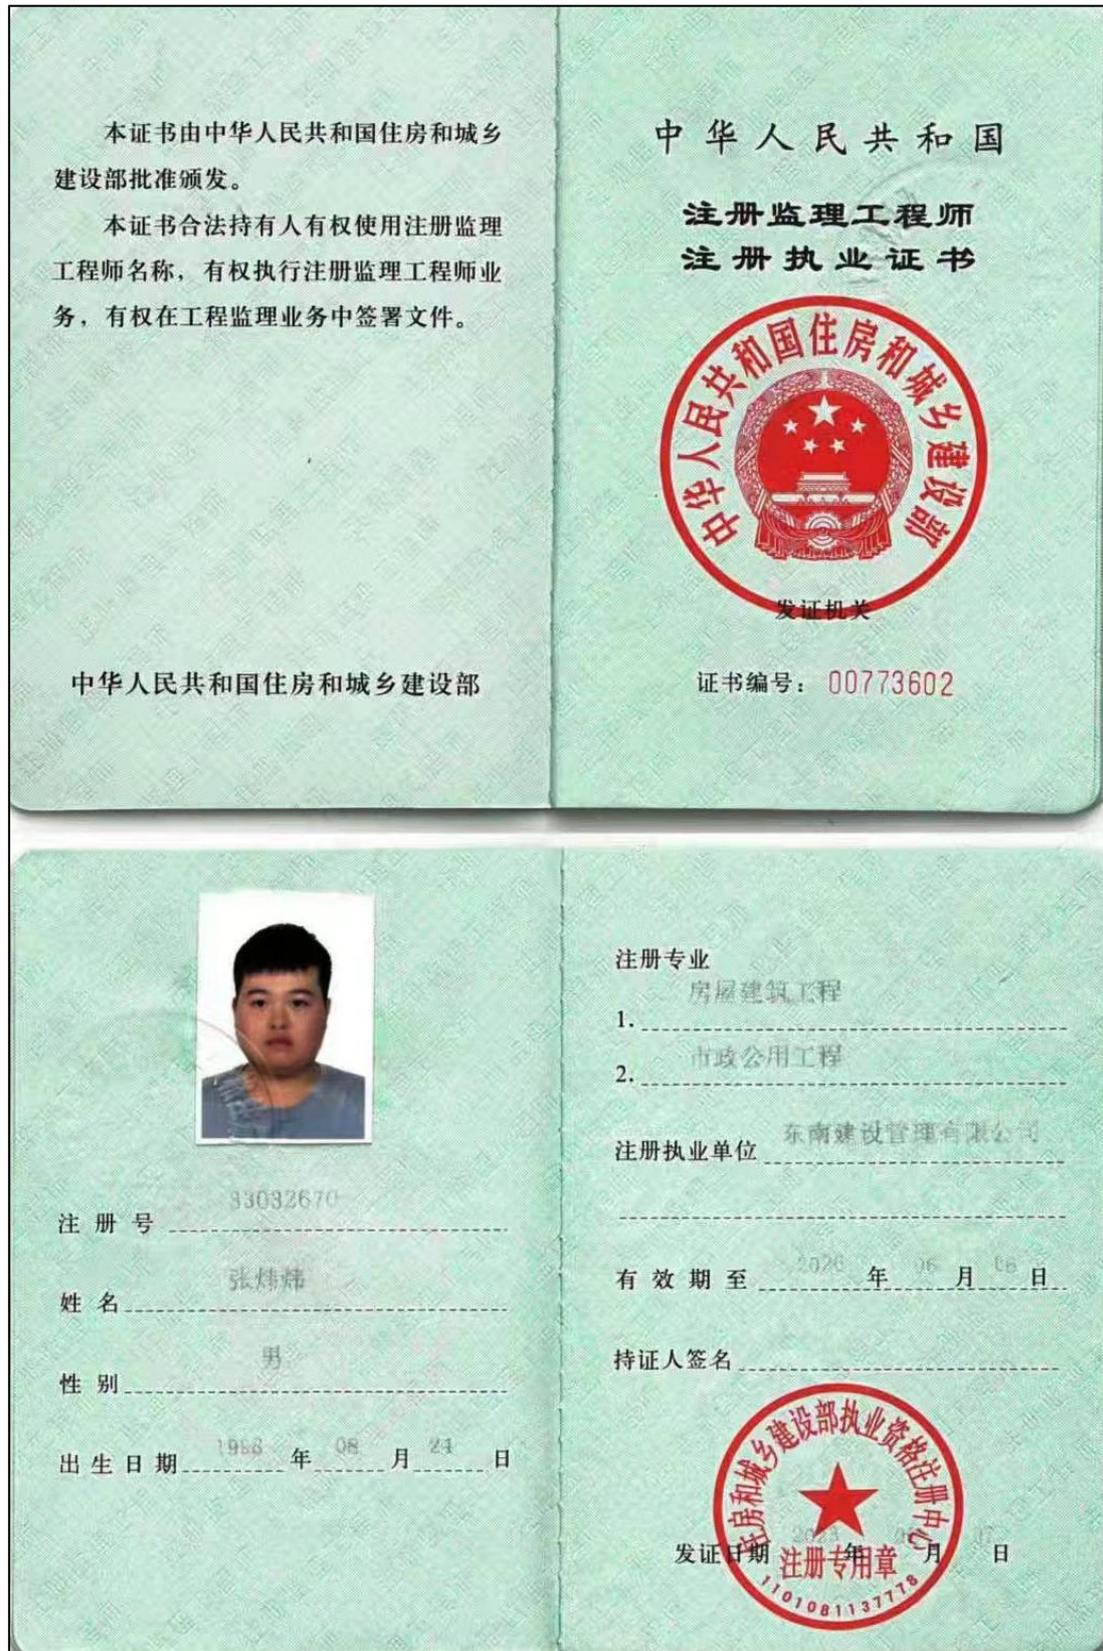 本证书由中华人民共和国住房和城乡
建设部批准颁发。
本证书合法持有人有权使用注册监理
工程师名称，有权执行注册监理工程师业
务，有权在工程监理业务中签署文件。
中华人民共和国住房和城乡建设部
中华人民共和国
注册监理工程师
注册执业证书
中华人民共和国住房和城乡建设部
发证机关
证书编号：00773602
注册号 33032670
姓名 张炜炜
性别 男
出生日期 年 08 月 24 日
注册专业
1. 房屋建筑工程
2. 市政公用工程
注册执业单位 东南建设管理有限公司
有效期至 2026 年 06 月 日
持证人签名
住房和城乡建设部执业资格注册中心
注册专用章
1101081137778
发证日期 2023 年 月 日